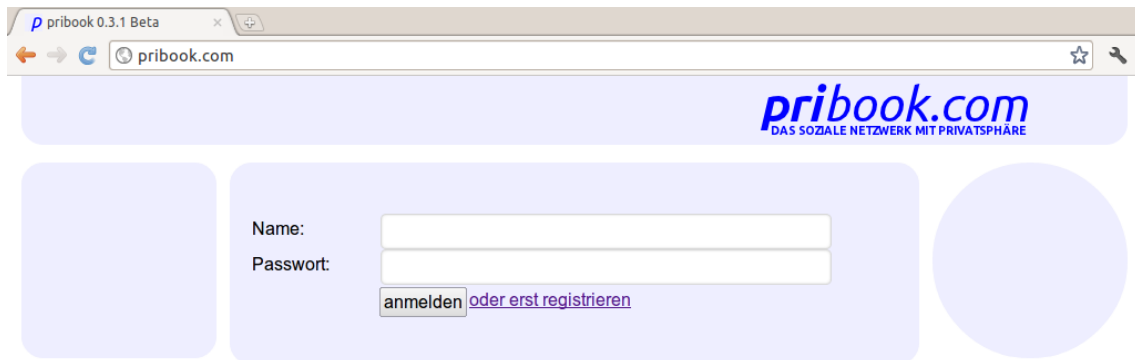 pribook 0.3.1 Beta
pribook.com
pribook.com
DAS SOZIALE NETZWERK MIT PRIVATSPHÄRE
Name:
Passwort:
anmelden oder erst registrieren